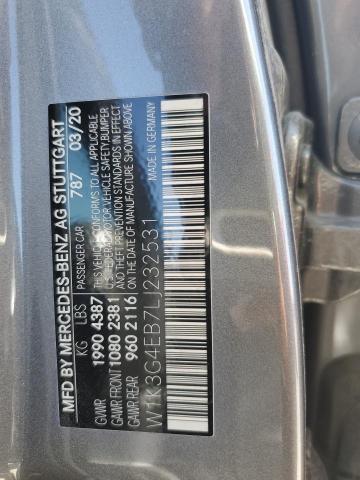 MFD BY MERCEDES-BENZ AG STUTTGART
PASSENGER CAR 787 03/20
KG LBS
GVWR 1990 4387
GAWR FRONT 1080 2381
GAWR REAR 960 2116
THIS VEHICLE CONFORMS TO ALL APPLICABLE
U.S. FEDERAL MOTOR VEHICLE SAFETY, BUMPER
AND THEFT PREVENTION STANDARDS IN EFFECT
ON THE DATE OF MANUFACTURE SHOWN ABOVE
MADE IN GERMANY
W1K3G4EB7LJ232531